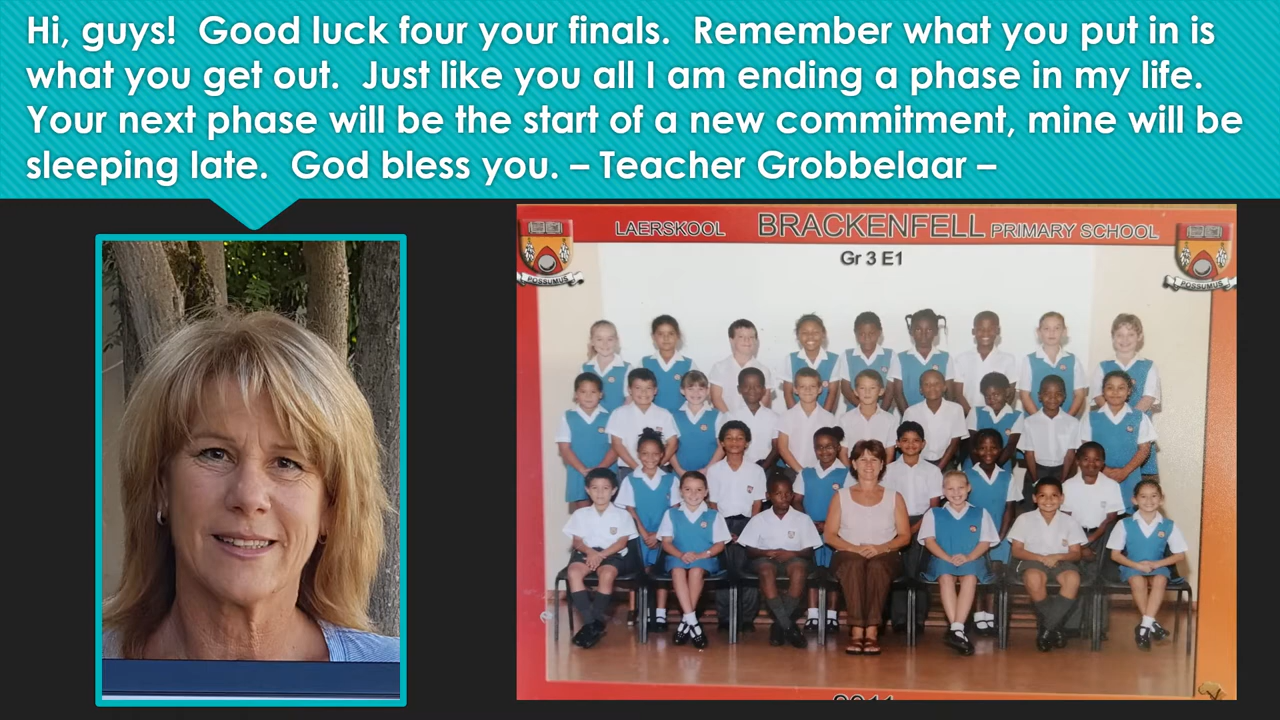 Hi, guys! Good luck four your finals. Remember what you put in is
what you get out. Just like you all I am ending a phase in my life.
Your next phase will be the start of a new commitment, mine will be
sleeping late. God bless you. – Teacher Grobbelaar –
LAERSKOOL BRACKENFELL PRIMARY SCHOOL
Gr 3 E1
POSSUMUS
POSSUMUS